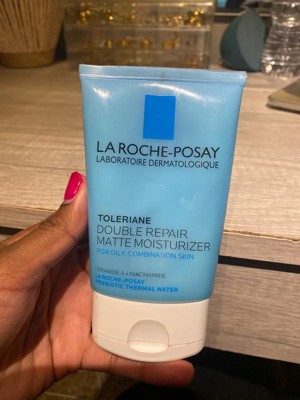 LA ROCHE-POSAY
LABORATOIRE DERMATOLOGIQUE
TOLERIANE
DOUBLE REPAIR
MATTE MOISTURIZER
FOR OILY, COMBINATION SKIN
CERAMIDE-3 + NIACINAMIDE
LA ROCHE-POSAY
PREBIOTIC THERMAL WATER